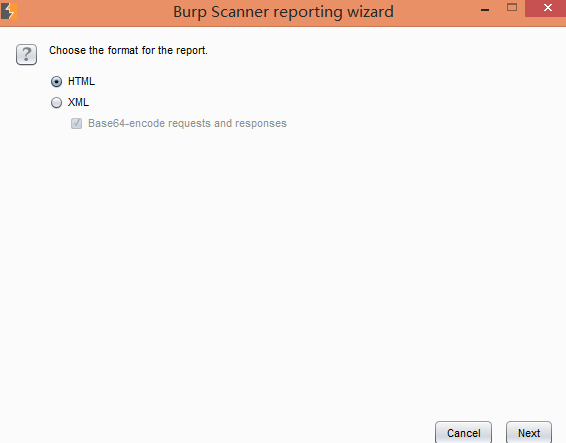 Burp Scanner reporting wizard
?
Choose the format for the report.
HTML
XML
Base64-encode requests and responses
Cancel
Next